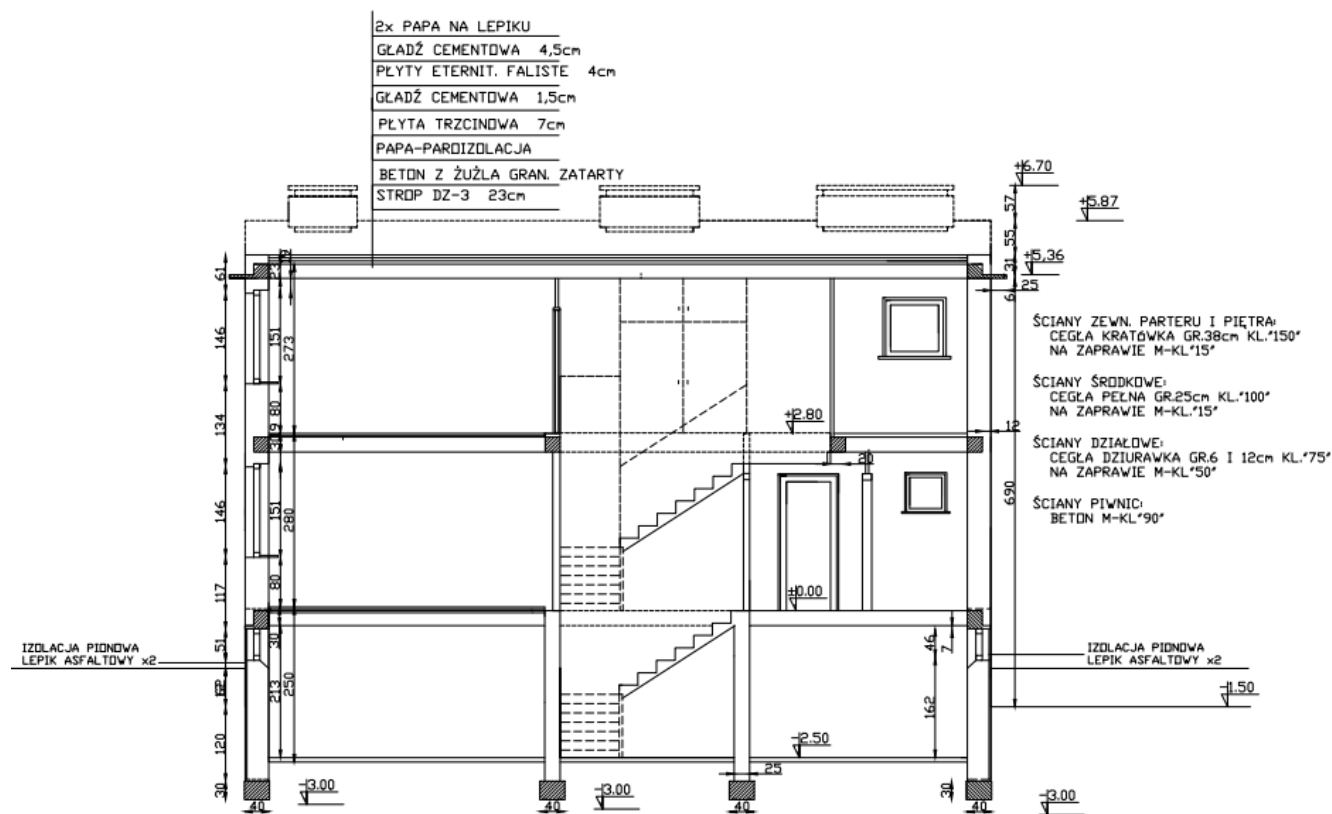 2x PAPA NA LEPIKU
GŁADŹ CEMENTOWA 4,5cm
PŁYTY ETERNIT. FALISTE 4cm
GŁADŹ CEMENTOWA 1,5cm
PŁYTA TRZCINOWA 7cm
PAPA-PAROIZOLACJA
BETON Z ŻUŻLA GRAN. ZATARTY
STROP DZ-3 23cm
+6.70
57
+5.87
55
+5,36
31
25
6
61
23
146
151
273
ŚCIANY ZEWN. PARTERU I PIĘTRA:
CEGŁA KRATÓWKA GR.38cm KL."150"
NA ZAPRAWIE M-KL"15"
ŚCIANY ŚRODKOWE:
CEGŁA PEŁNA GR.25cm KL."100"
NA ZAPRAWIE M-KL."15"
ŚCIANY DZIAŁOWE:
CEGŁA DZIURAWKA GR.6 I 12cm KL."75"
NA ZAPRAWIE M-KL"50"
ŚCIANY PIWNIC:
BETON M-KL"90"
134
80
9
30
+2.80
12
20
690
146
151
280
117
80
±0.00
51
30
46
7
IZOLACJA PIONOWA
LEPIK ASFALTOWY x2
IZOLACJA PIONOWA
LEPIK ASFALTOWY x2
213
250
162
-1.50
120
-2.50
25
30
30
40
-3.00
40
-3.00
40
40
-3.00